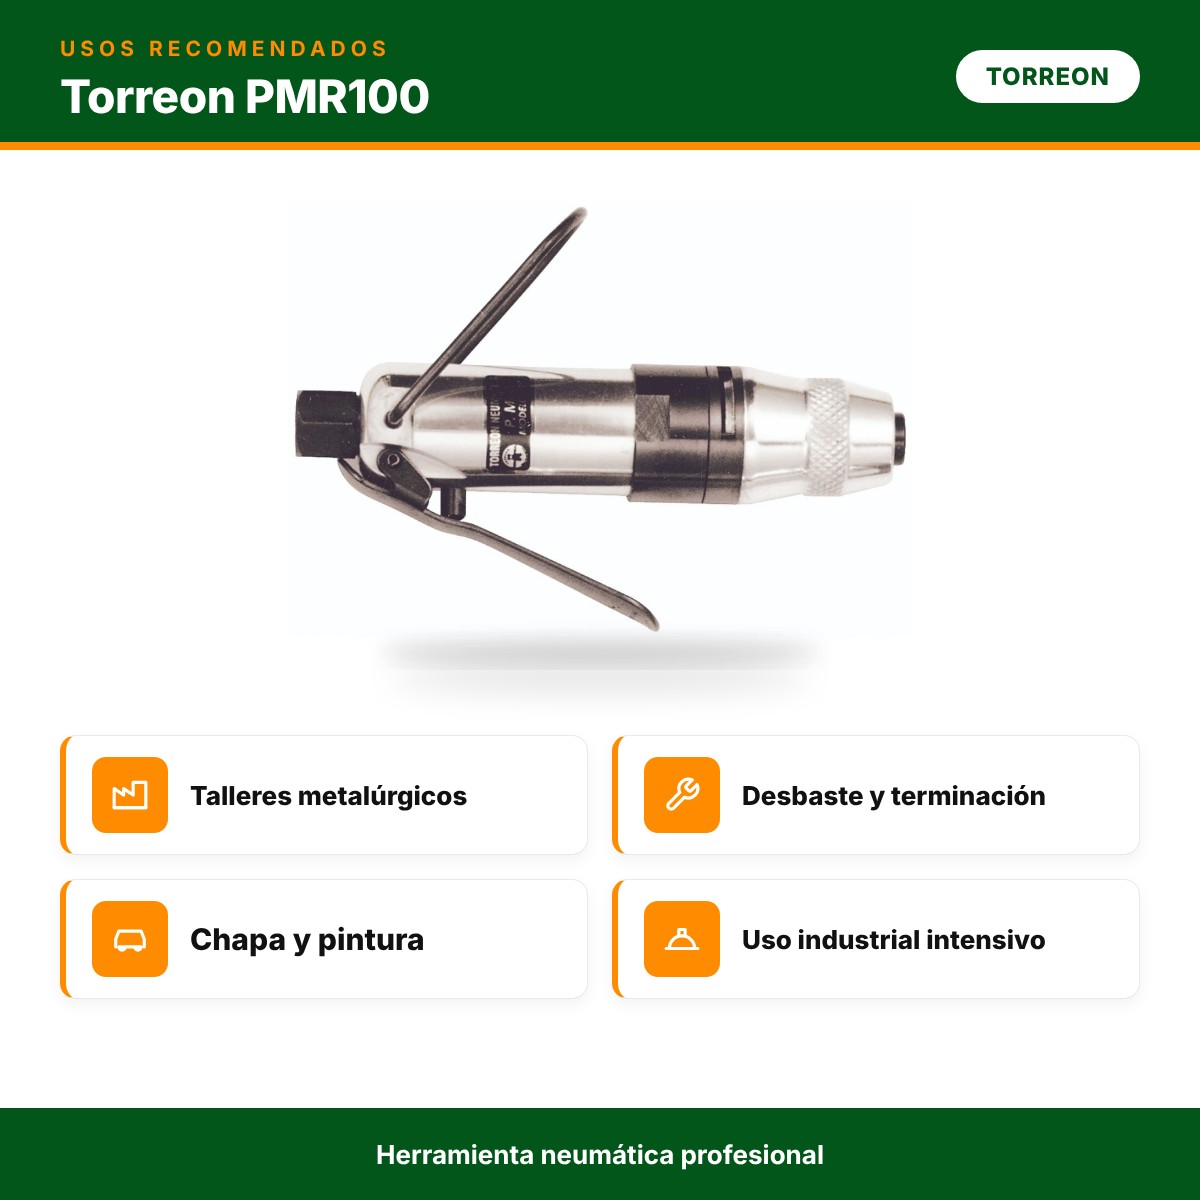 USOS RECOMENDADOS
Torreon PMR100
TORREON
Talleres metalúrgicos
Desbaste y terminación
Chapa y pintura
Uso industrial intensivo
Herramienta neumática profesional